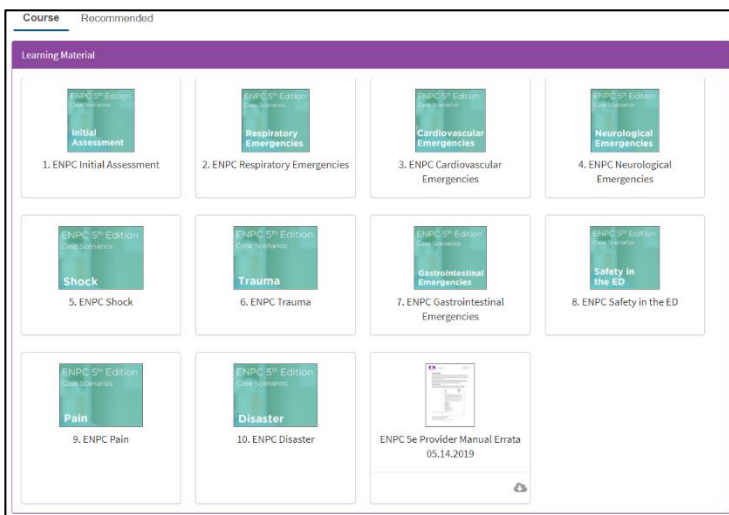 Course Recommended
Learning Material
ENPC 5th Edition
Case Scenarios
Initial
Assessment
1. ENPC Initial Assessment
ENPC 5th Edition
Case Scenarios
Respiratory
Emergencies
2. ENPC Respiratory Emergencies
ENPC 5th Edition
Case Scenarios
Cardiovascular
Emergencies
3. ENPC Cardiovascular
Emergencies
ENPC 5th Edition
Case Scenarios
Neurological
Emergencies
4. ENPC Neurological
Emergencies
ENPC 5th Edition
Case Scenarios
Shock
5. ENPC Shock
ENPC 5th Edition
Case Scenarios
Trauma
6. ENPC Trauma
ENPC 5th Edition
Case Scenarios
Gastrointestinal
Emergencies
7. ENPC Gastrointestinal
Emergencies
ENPC 5th Edition
Case Scenarios
Safety in
the ED
8. ENPC Safety in the ED
ENPC 5th Edition
Case Scenarios
Pain
9. ENPC Pain
ENPC 5th Edition
Case Scenarios
Disaster
10. ENPC Disaster
ENPC 5e Provider Manual Errata
05.14.2019